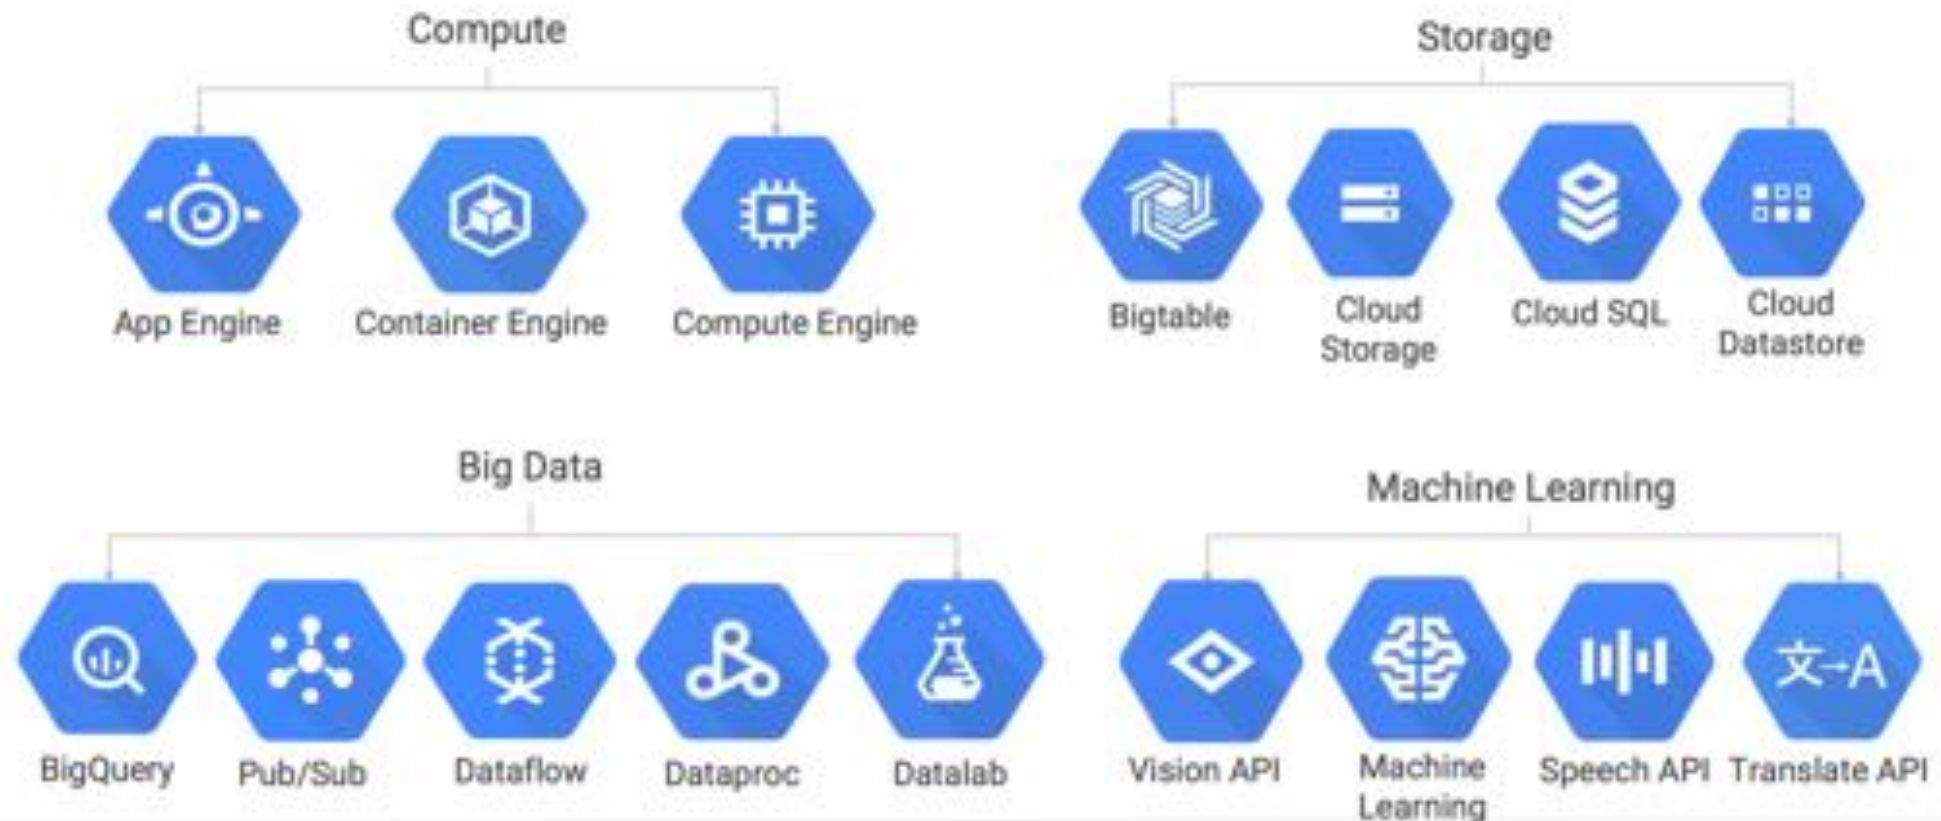 Compute
App Engine
Container Engine
Compute Engine
Storage
Bigtable
Cloud
Storage
Cloud SQL
Cloud
Datastore
Big Data
BigQuery
Pub/Sub
Dataflow
Dataproc
Datalab
Machine Learning
Vision API
Machine
Learning
Speech API
文→A
Translate API